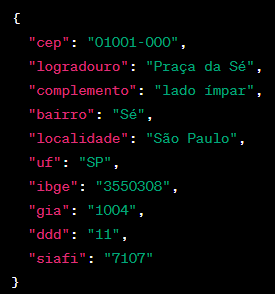 {
"cep": "01001-000",
"logradouro": "Praça da Sé",
"complemento": "lado ímpar",
"bairro": "Sé",
"localidade": "São Paulo",
"uf": "SP",
"ibge": "3550308",
"gia": "1004",
"ddd": "11",
"siafi": "7107"
}